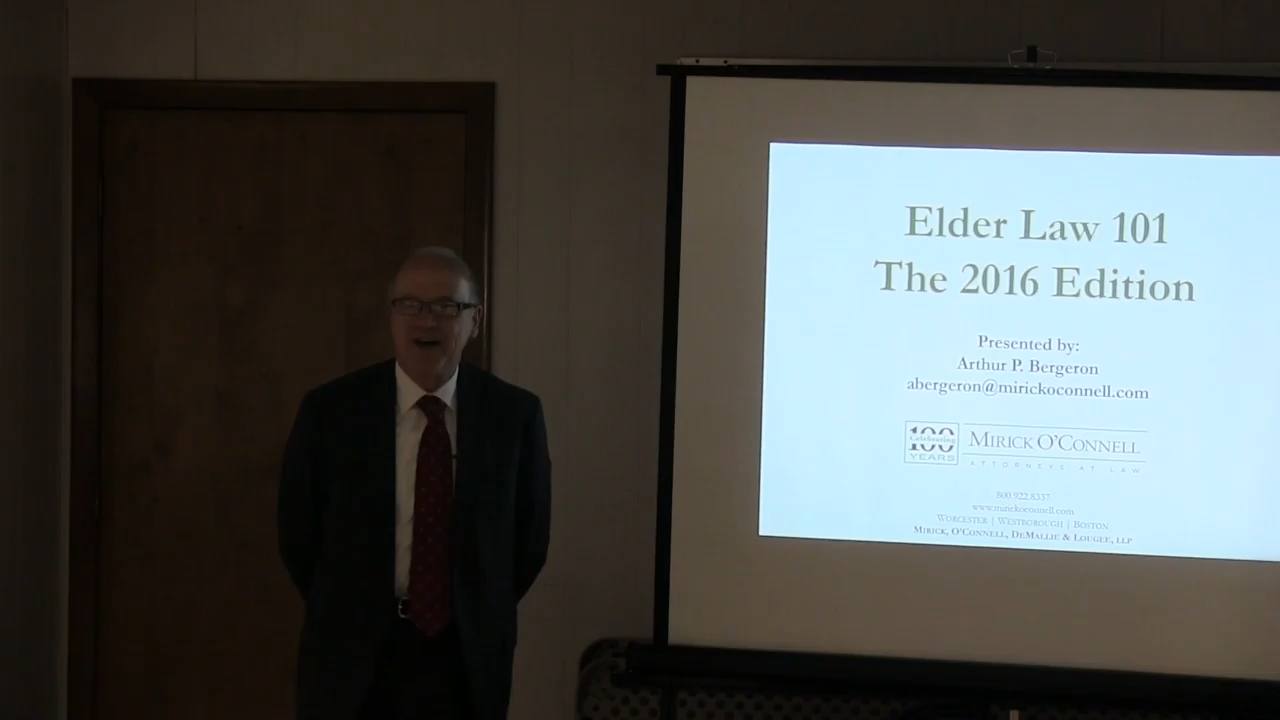 Elder Law 101
The 2016 Edition
Presented by:
Arthur P. Bergeron
abergeron@mirickoconnell.com
100
Celebrating
YEARS
MIRICK O'CONNELL
ATTORNEYS AT LAW
800.922.8337
www.mirickoconnell.com
WORCESTER | WESTBOROUGH | BOSTON
MIRICK, O'CONNELL, DEMALLIE & LOUGEE, LLP